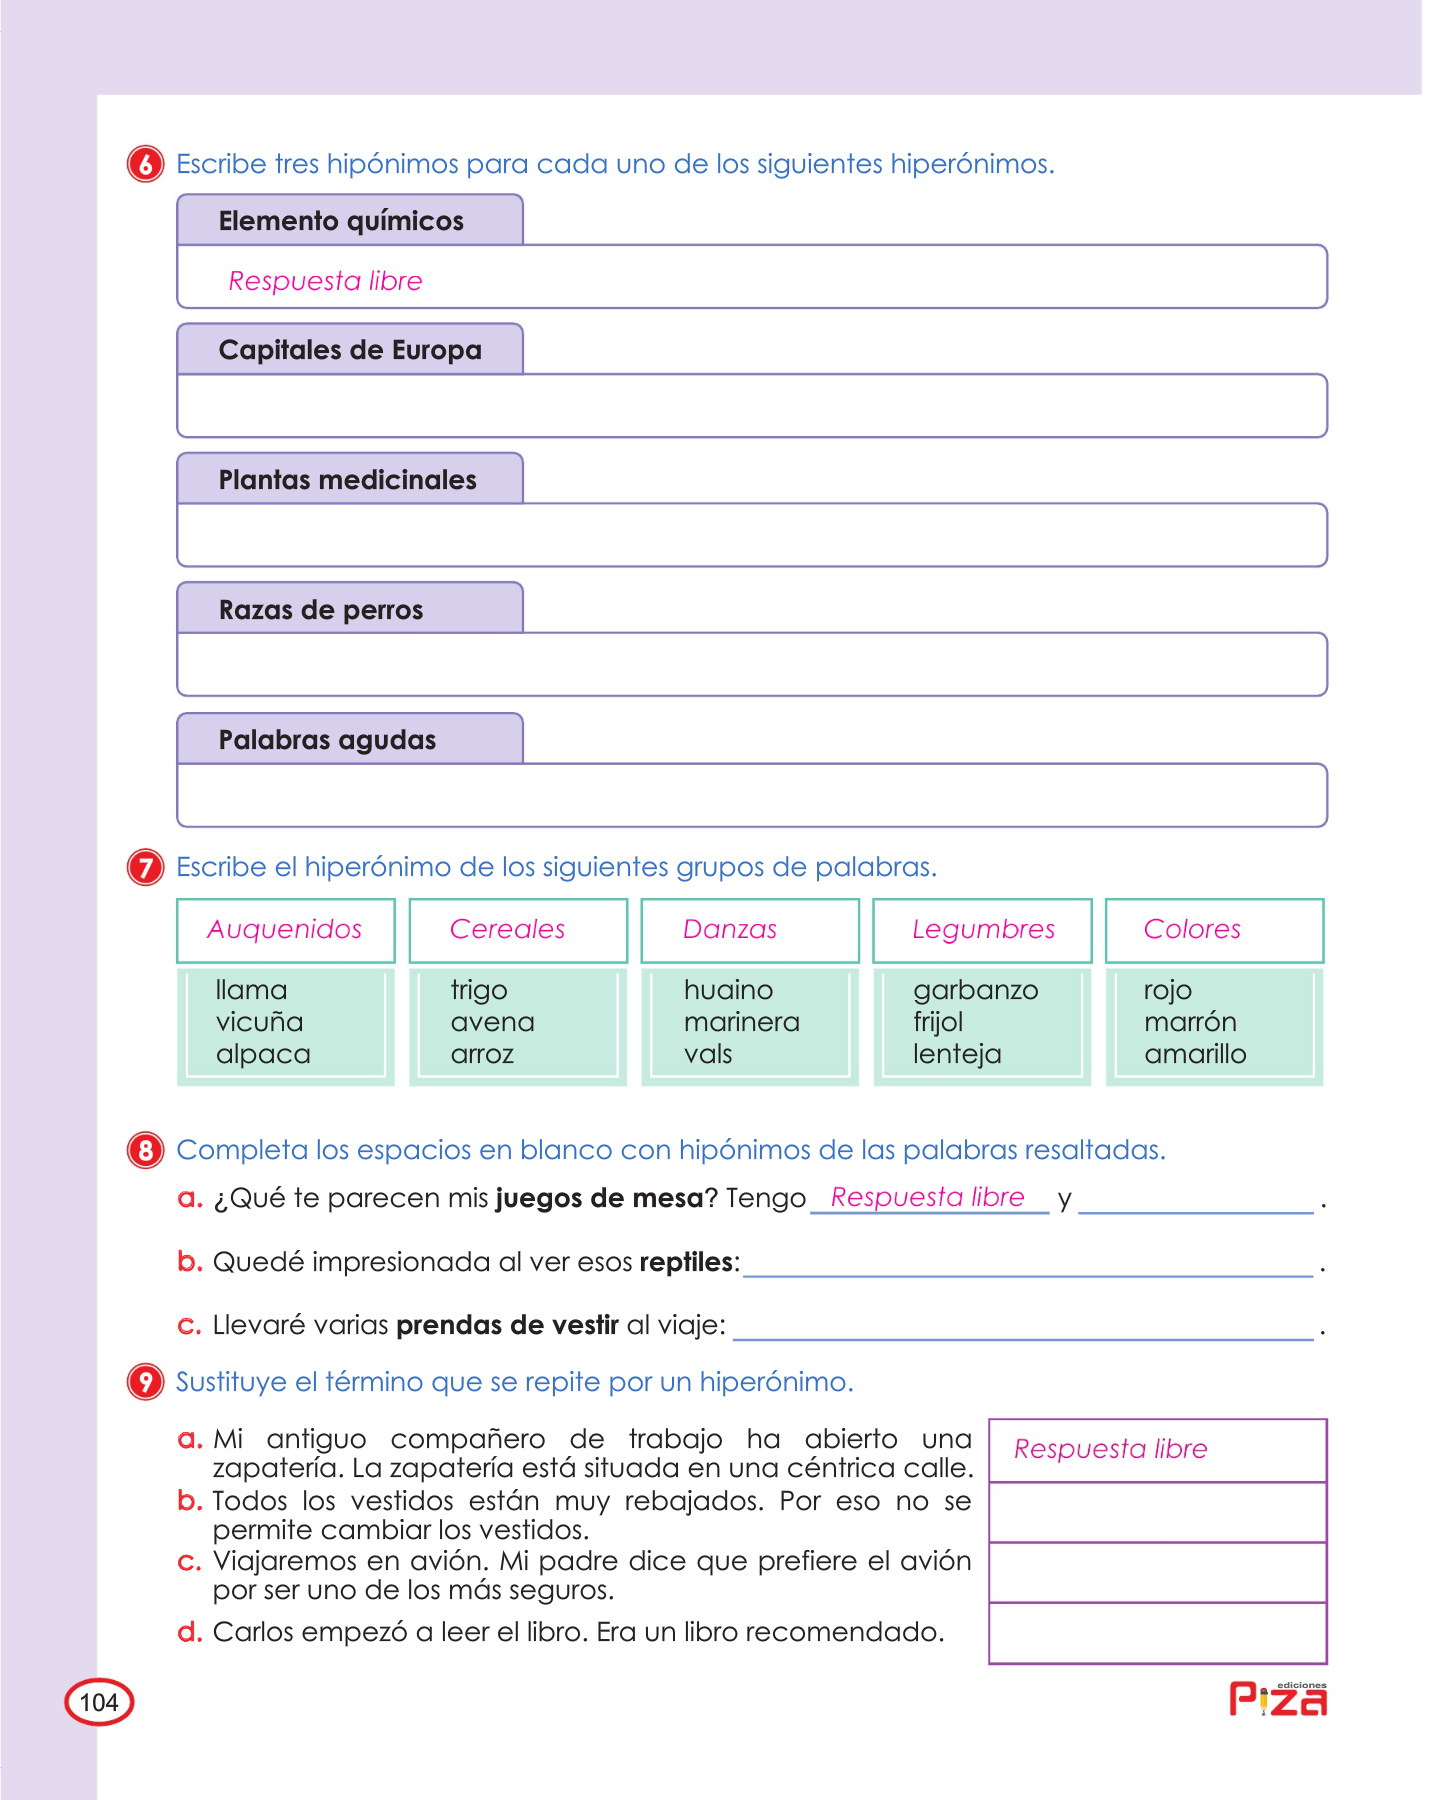 6 Escribe tres hipónimos para cada uno de los siguientes hiperónimos.
Elemento químicos
Respuesta libre
Capitales de Europa
Plantas medicinales
Razas de perros
Palabras agudas
7 Escribe el hiperónimo de los siguientes grupos de palabras.
Auquenidos Cereales Danzas Legumbres Colores
llama trigo huaino garbanzo rojo
vicuña avena marinera frijol marrón
alpaca arroz vals lenteja amarillo
8 Completa los espacios en blanco con hipónimos de las palabras resaltadas.
a. ¿Qué te parecen mis juegos de mesa? Tengo Respuesta libre y .
b. Quedé impresionada al ver esos reptiles: .
c. Llevaré varias prendas de vestir al viaje: .
9 Sustituye el término que se repite por un hiperónimo.
a. Mi antiguo compañero de trabajo ha abierto una
zapatería. La zapatería está situada en una céntrica calle.
Respuesta libre
b. Todos los vestidos están muy rebajados. Por eso no se
permite cambiar los vestidos.
c. Viajaremos en avión. Mi padre dice que prefiere el avión
por ser uno de los más seguros.
d. Carlos empezó a leer el libro. Era un libro recomendado.
104
ediciones
Piza